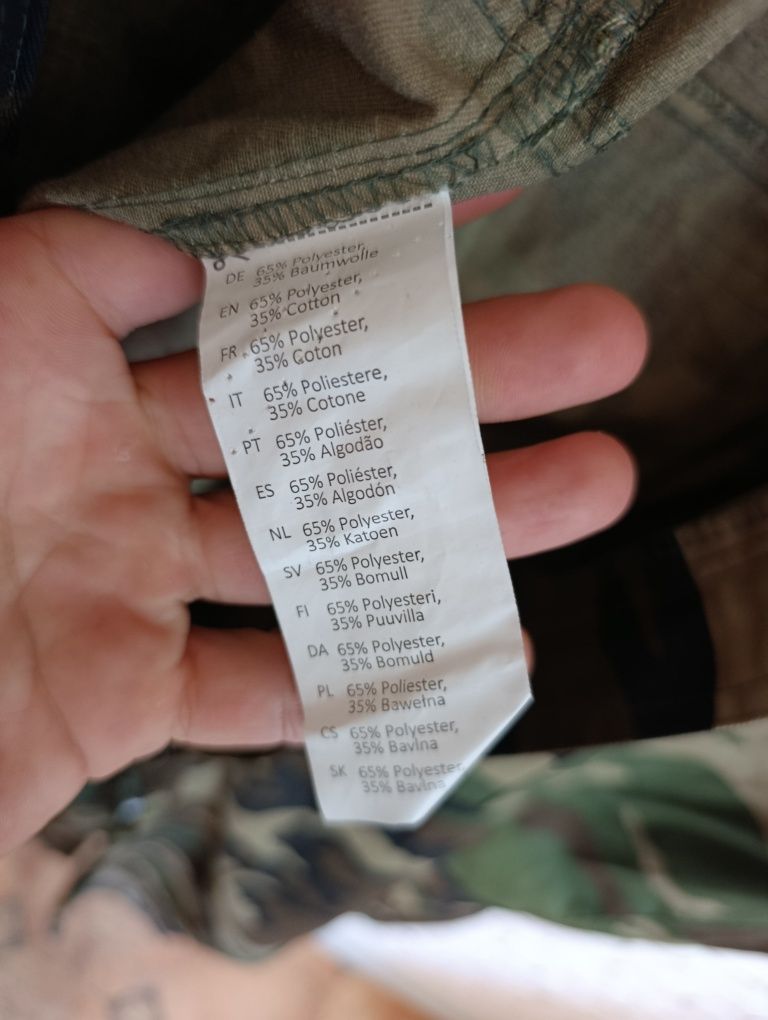 DE 65% Polyester,
35% Baumwolle
EN 65% Polyester,
35% Cotton
FR 65% Polyester,
35% Coton
IT 65% Poliestere,
35% Cotone
PT 65% Poliéster,
35% Algodão
ES 65% Poliéster,
35% Algodón
NL 65% Polyester,
35% Katoen
SV 65% Polyester,
35% Bomull
FI 65% Polyesteri,
35% Puuvilla
DA 65% Polyester,
35% Bomuld
PL 65% Poliester,
35% Bawełna
CS 65% Polyester,
35% Bavlna
SK 65% Polyester
35% Bavlna